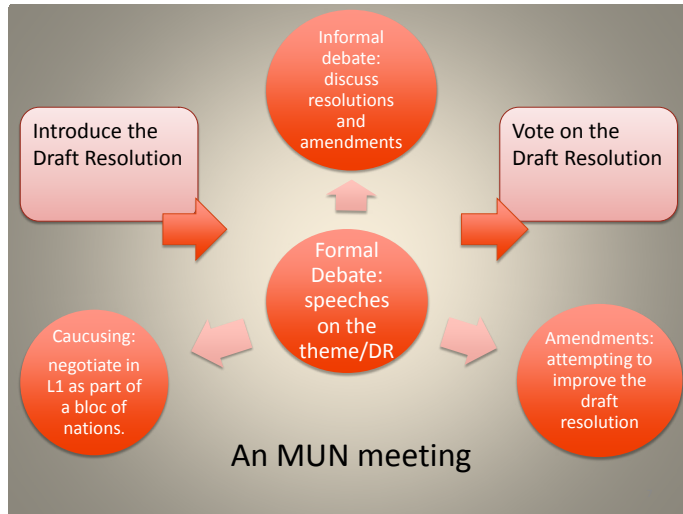 Informal
debate:
discuss
resolutions
and
amendments
Introduce the
Draft Resolution
Vote on the
Draft Resolution
Formal
Debate:
speeches
on the
theme/DR
Caucusing:
negotiate in
L1 as part of
a bloc of
nations.
Amendments:
attempting to
improve the
draft
resolution
An MUN meeting